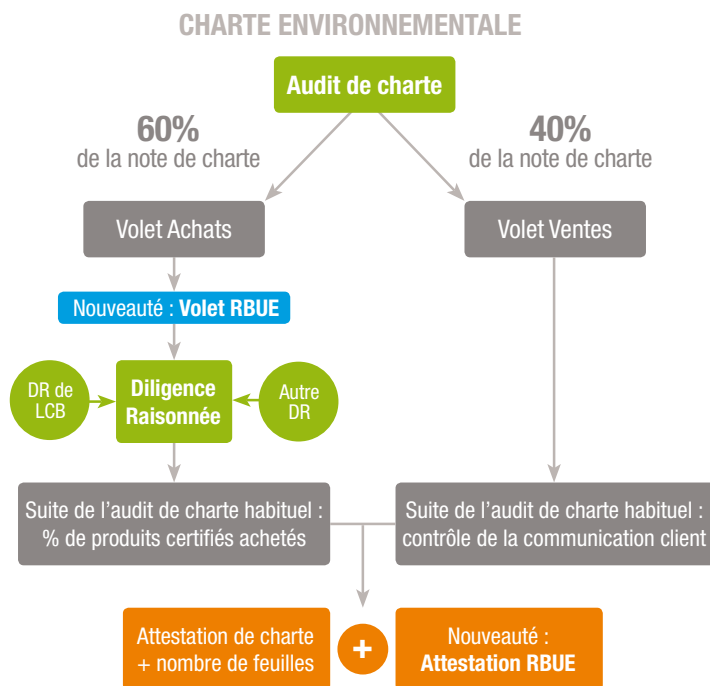 CHARTE ENVIRONNEMENTALE
Audit de charte
60%
de la note de charte
40%
de la note de charte
Volet Achats
Volet Ventes
Nouveauté : Volet RBUE
DR de
LCB
Diligence
Raisonnée
Autre
DR
Suite de l’audit de charte habituel :
% de produits certifiés achetés
Suite de l’audit de charte habituel :
contrôle de la communication client
Attestation de charte
+ nombre de feuilles
+
Nouveauté :
Attestation RBUE